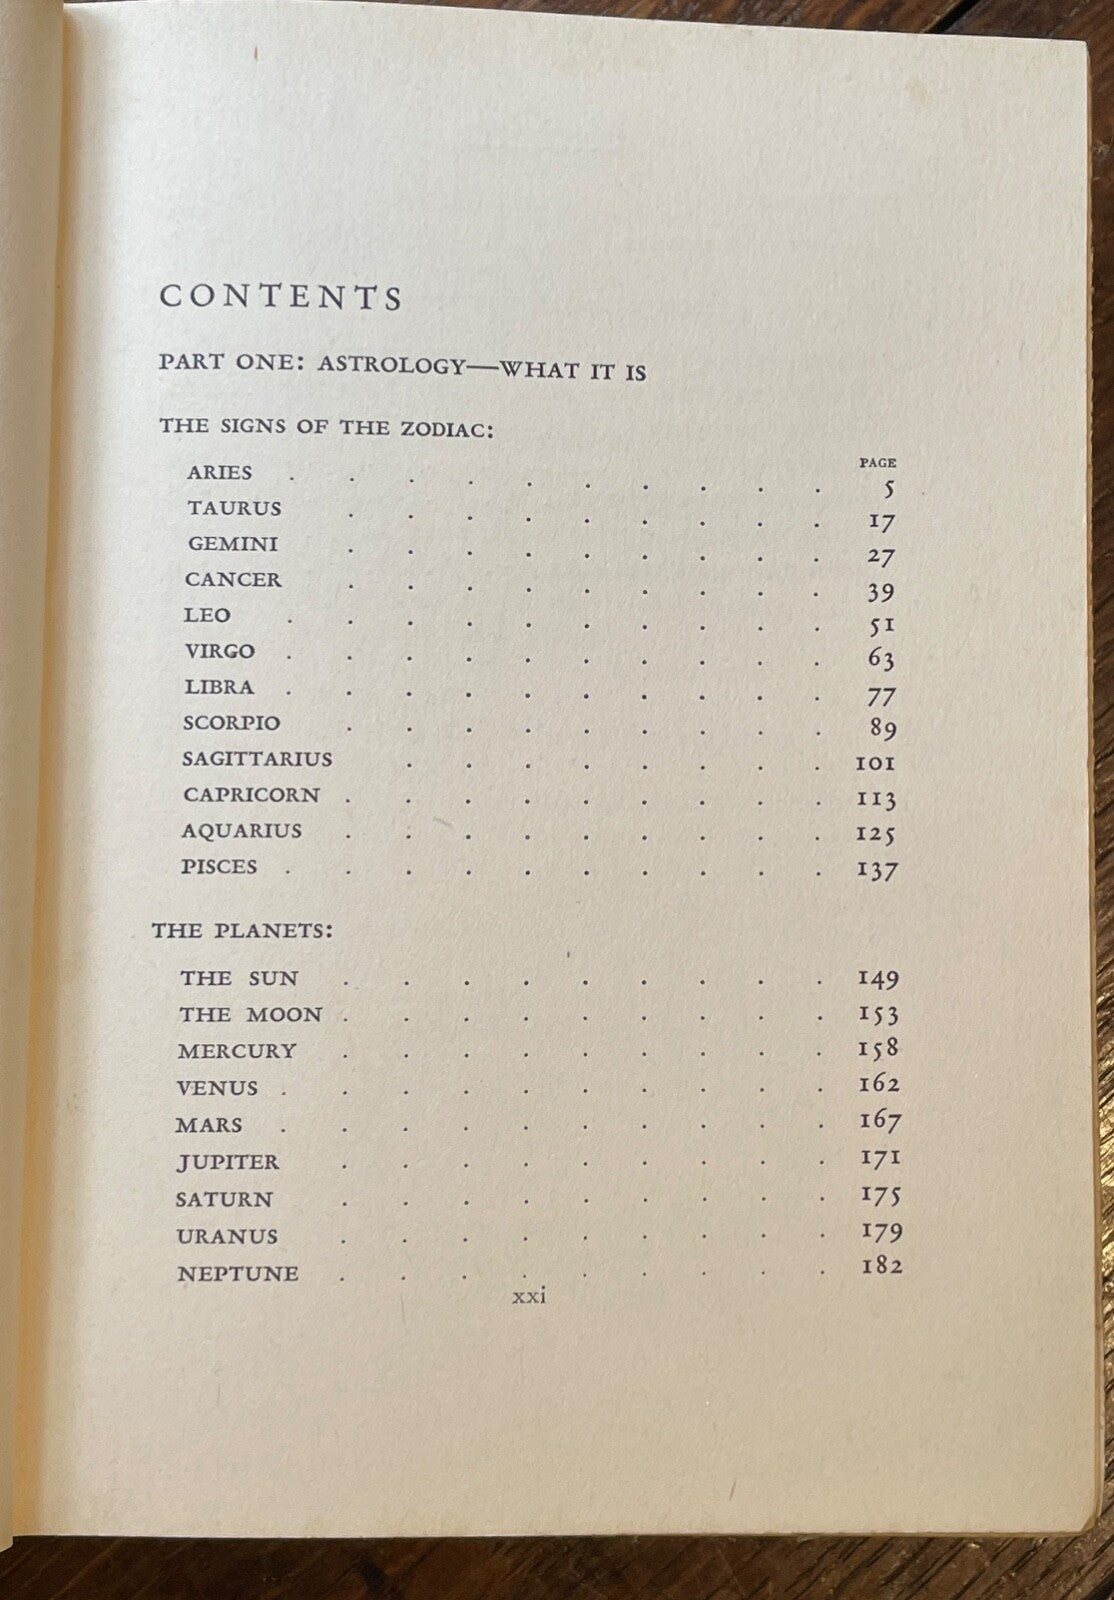 CONTENTS
PART ONE: ASTROLOGY—WHAT IT IS
THE SIGNS OF THE ZODIAC:
PAGE
ARIES . . . . . . . . . . 5
TAURUS . . . . . . . . . 17
GEMINI . . . . . . . . . 27
CANCER . . . . . . . . . 39
LEO . . . . . . . . . . 51
VIRGO . . . . . . . . . . 63
LIBRA . . . . . . . . . . 77
SCORPIO . . . . . . . . . 89
SAGITTARIUS . . . . . . . . 101
CAPRICORN . . . . . . . . . 113
AQUARIUS . . . . . . . . . 125
PISCES . . . . . . . . . . 137
THE PLANETS:
THE SUN . . . . . . . . . 149
THE MOON . . . . . . . . . 153
MERCURY . . . . . . . . . 158
VENUS . . . . . . . . . . 162
MARS . . . . . . . . . . 167
JUPITER . . . . . . . . . 171
SATURN . . . . . . . . . 175
URANUS . . . . . . . . . 179
NEPTUNE . . . . . . . . . 182
xxi